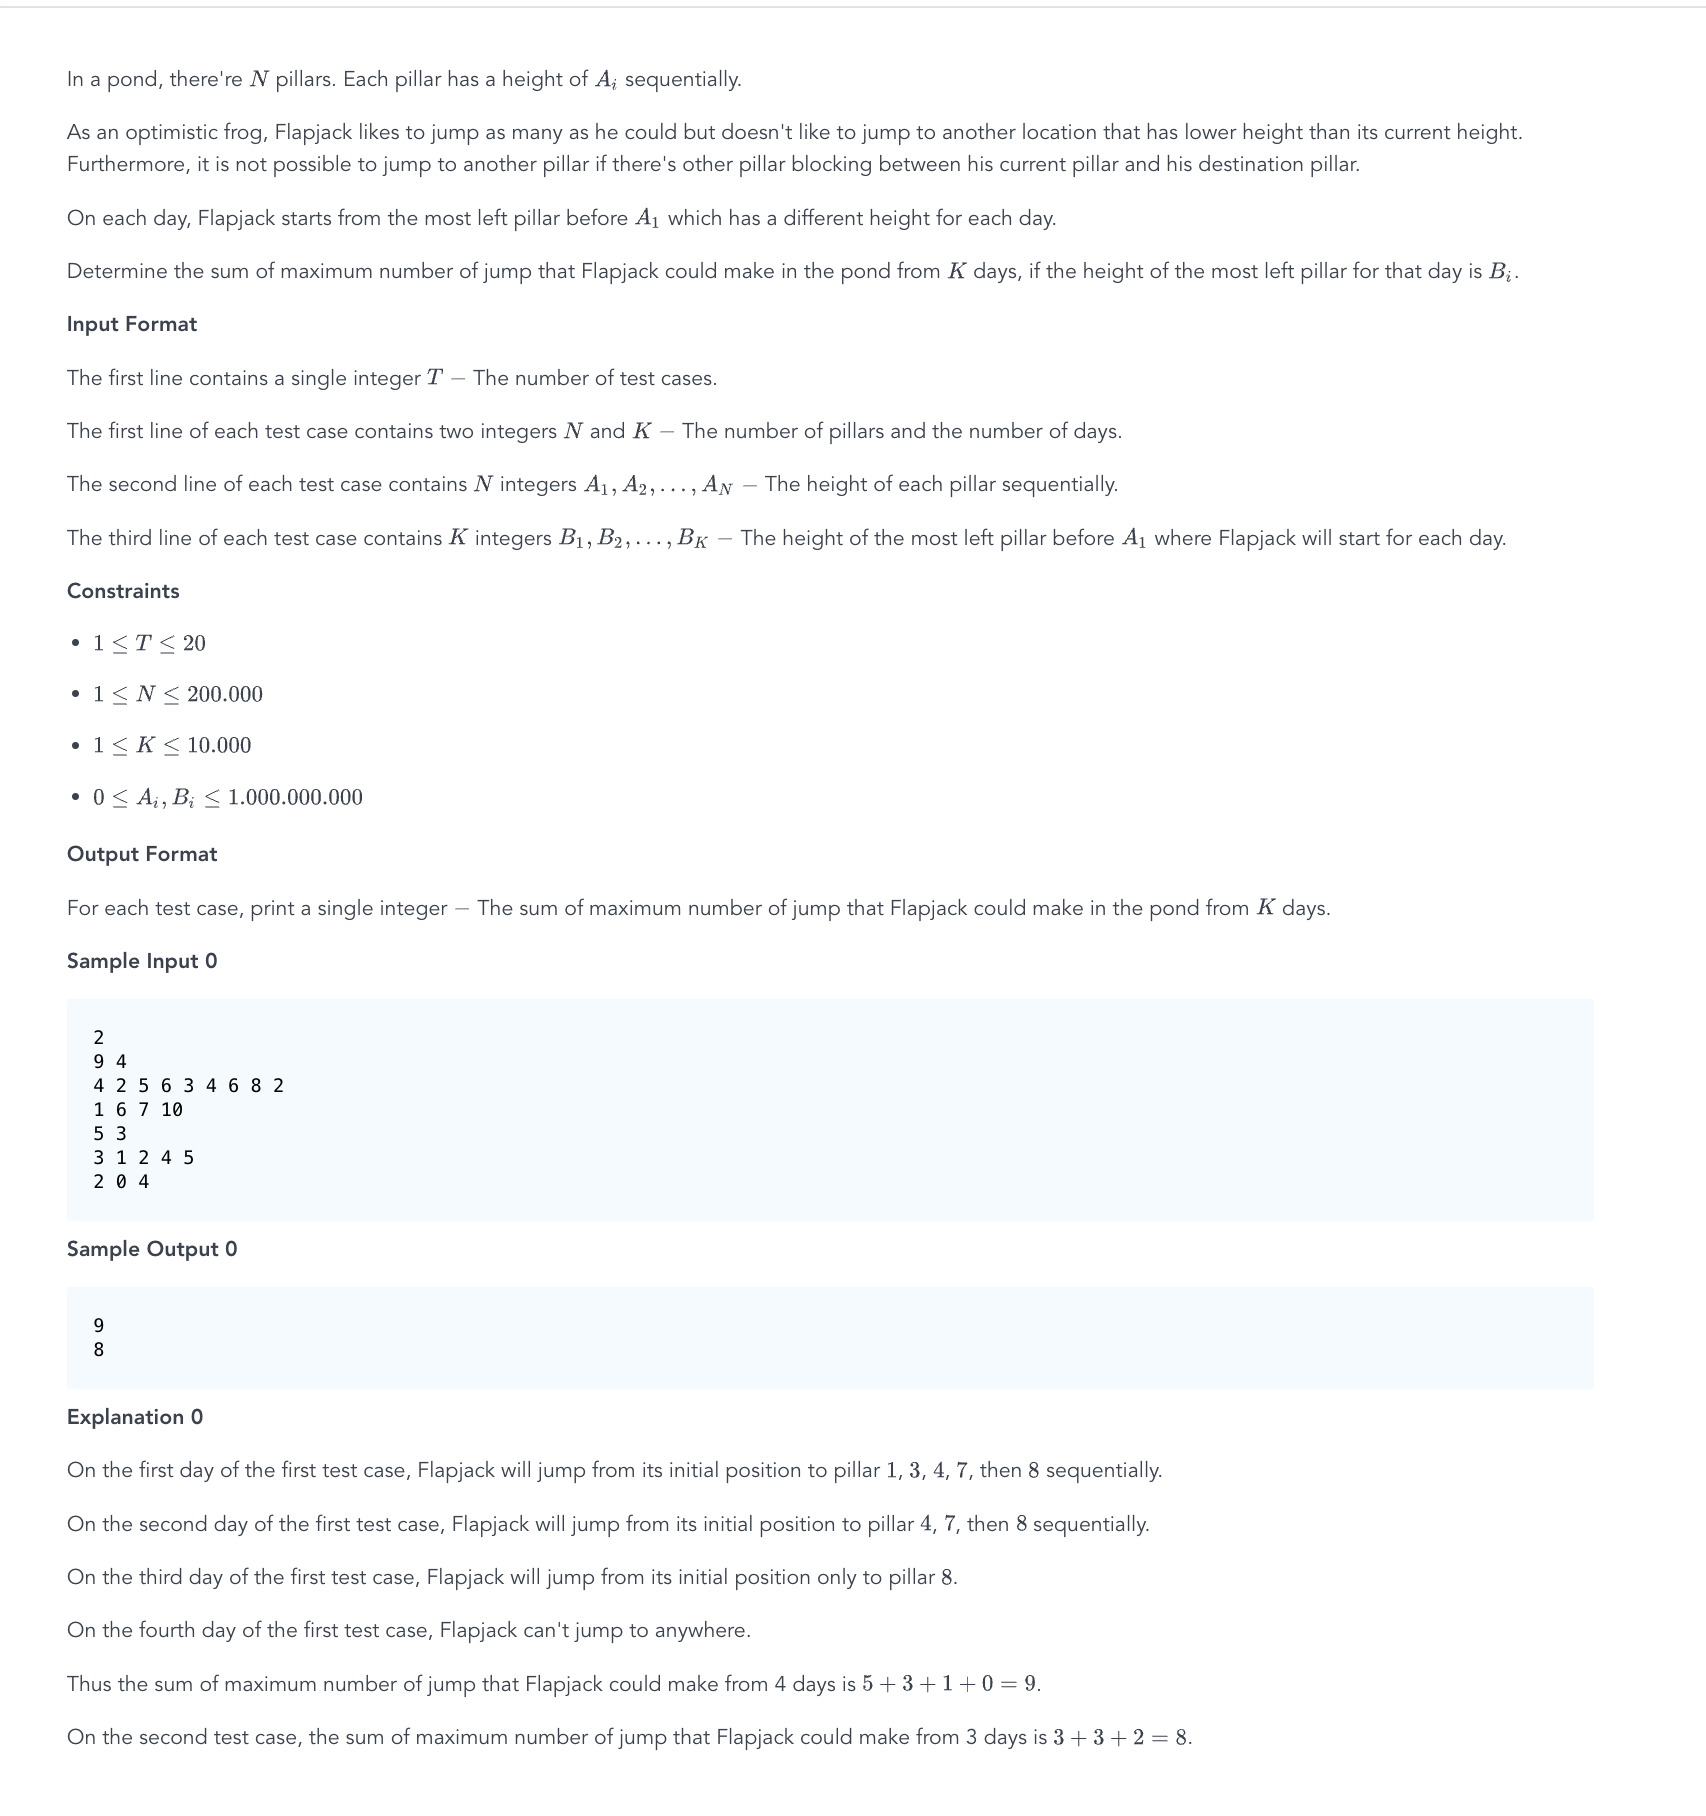 In a pond, there're N pillars. Each pillar has a height of A_i sequentially.
As an optimistic frog, Flapjack likes to jump as many as he could but doesn't like to jump to another location that has lower height than its current height.
Furthermore, it is not possible to jump to another pillar if there's other pillar blocking between his current pillar and his destination pillar.
On each day, Flapjack starts from the most left pillar before A_1 which has a different height for each day.
Determine the sum of maximum number of jump that Flapjack could make in the pond from K days, if the height of the most left pillar for that day is B_i.
Input Format
The first line contains a single integer T – The number of test cases.
The first line of each test case contains two integers N and K – The number of pillars and the number of days.
The second line of each test case contains N integers A_1, A_2, . . . , A_N – The height of each pillar sequentially.
The third line of each test case contains K integers B_1, B_2, . . . , B_K – The height of the most left pillar before A_1 where Flapjack will start for each day.
Constraints
• 1 ≤ T ≤ 20
• 1 ≤ N ≤ 200.000
• 1 ≤ K ≤ 10.000
• 0 ≤ A_i, B_i ≤ 1.000.000.000
Output Format
For each test case, print a single integer – The sum of maximum number of jump that Flapjack could make in the pond from K days.
Sample Input 0
2
9 4
4 2 5 6 3 4 6 8 2
1 6 7 10
5 3
3 1 2 4 5
2 0 4
Sample Output 0
9
8
Explanation 0
On the first day of the first test case, Flapjack will jump from its initial position to pillar 1, 3, 4, 7, then 8 sequentially.
On the second day of the first test case, Flapjack will jump from its initial position to pillar 4, 7, then 8 sequentially.
On the third day of the first test case, Flapjack will jump from its initial position only to pillar 8.
On the fourth day of the first test case, Flapjack can't jump to anywhere.
Thus the sum of maximum number of jump that Flapjack could make from 4 days is 5 + 3 + 1 + 0 = 9.
On the second test case, the sum of maximum number of jump that Flapjack could make from 3 days is 3 + 3 + 2 = 8.